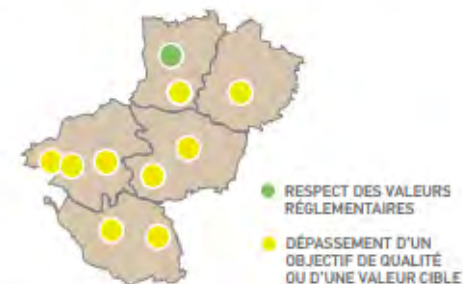 RESPECT DES VALEURS
RÉGLEMENTAIRES
DÉPASSEMENT D'UN
OBJECTIF DE QUALITÉ
OU D'UNE VALEUR CIBLE